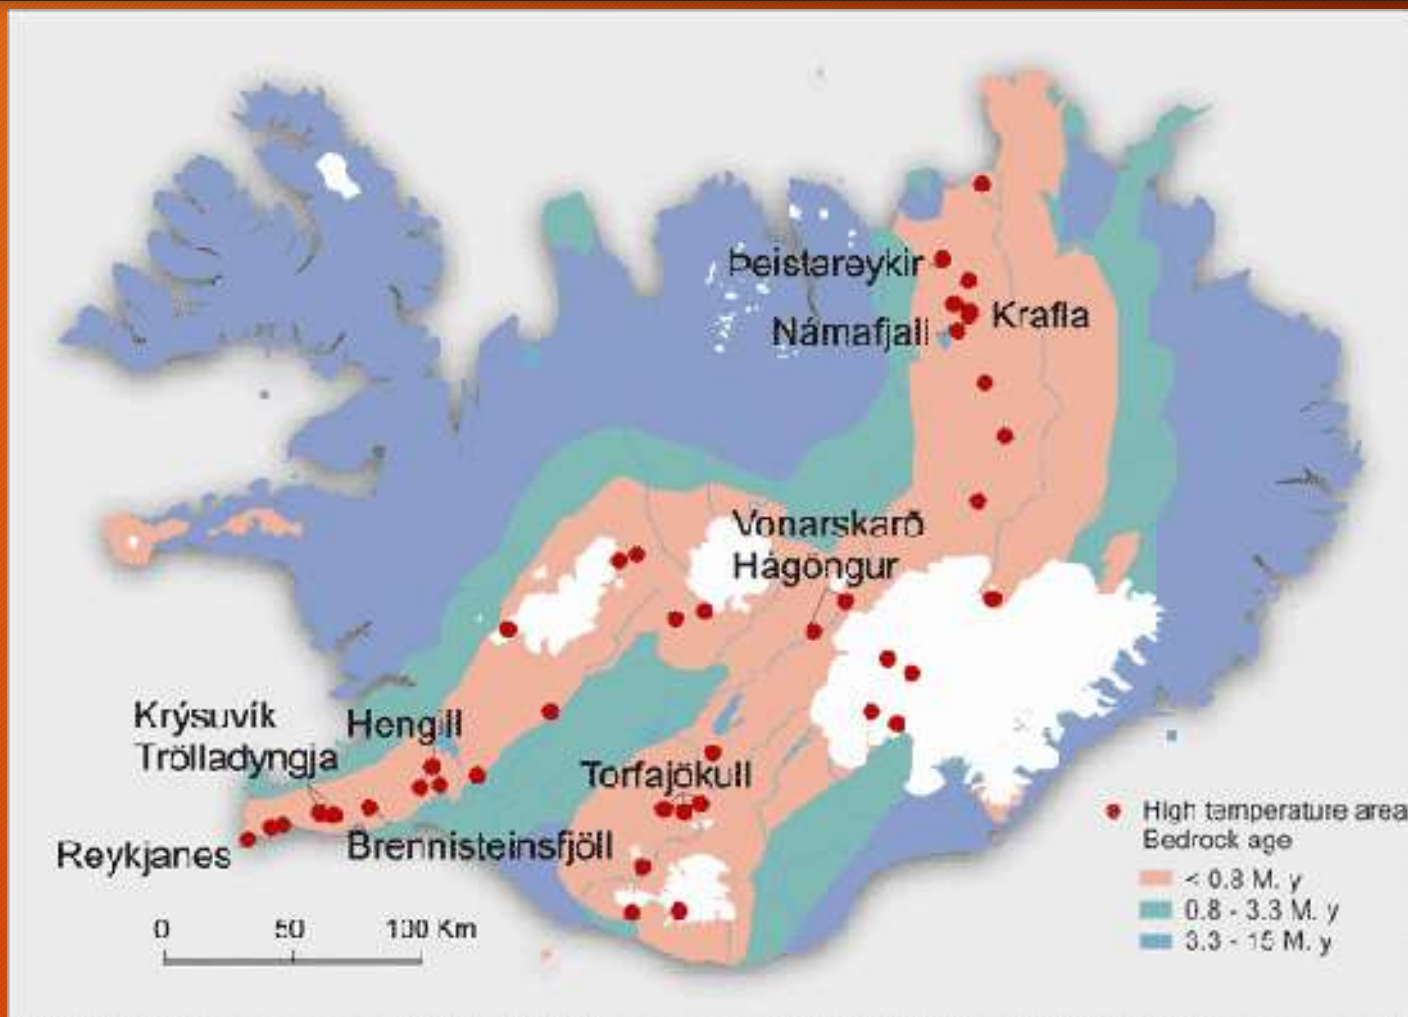 Þeistareykir
Krafla
Námafjall
Vonarskarð
Hágöngur
Krýsuvík
Trölladyngja
Hengill
Torfajökull
Reykjanes
Brennisteinsfjöll
0 50 100 Km
High temperature area
Bedrock age
< 0.8 M. y
0.8 - 3.3 M. y
3.3 - 15 M. y